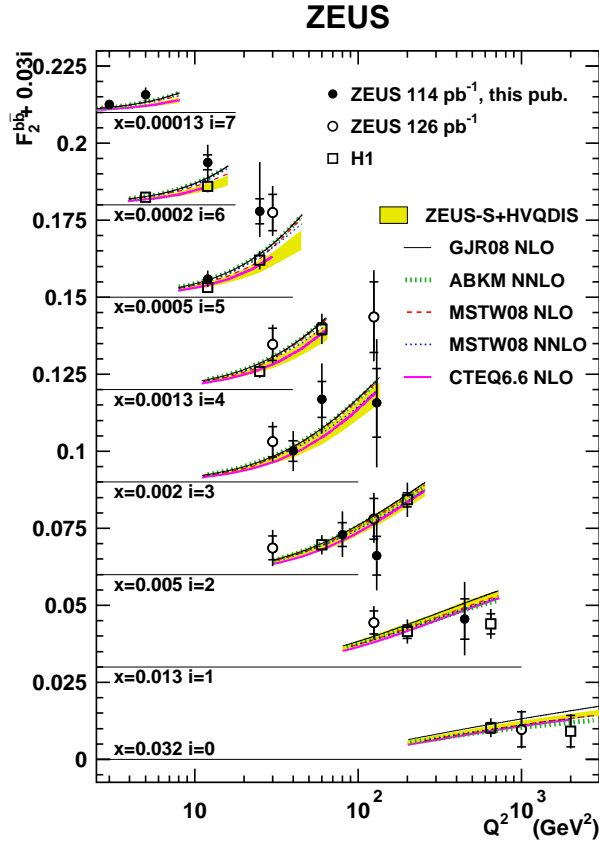 ZEUS
F₂^bb̅ + 0.03i
0.225
0.2
0.175
0.15
0.125
0.1
0.075
0.05
0.025
0
ZEUS 114 pb⁻¹, this pub.
ZEUS 126 pb⁻¹
H1
ZEUS-S+HVQDIS
GJR08 NLO
ABKM NNLO
MSTW08 NLO
MSTW08 NNLO
CTEQ6.6 NLO
x=0.00013 i=7
x=0.0002 i=6
x=0.0005 i=5
x=0.0013 i=4
x=0.002 i=3
x=0.005 i=2
x=0.013 i=1
x=0.032 i=0
10 10² 10³
Q² (GeV²)